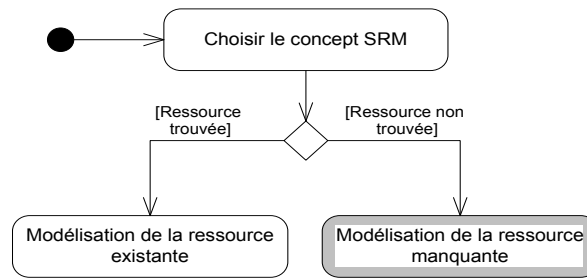 Choisir le concept SRM
[Ressource
trouvée]
[Ressource non
trouvée]
Modélisation de la ressource
existante
Modélisation de la ressource
manquante